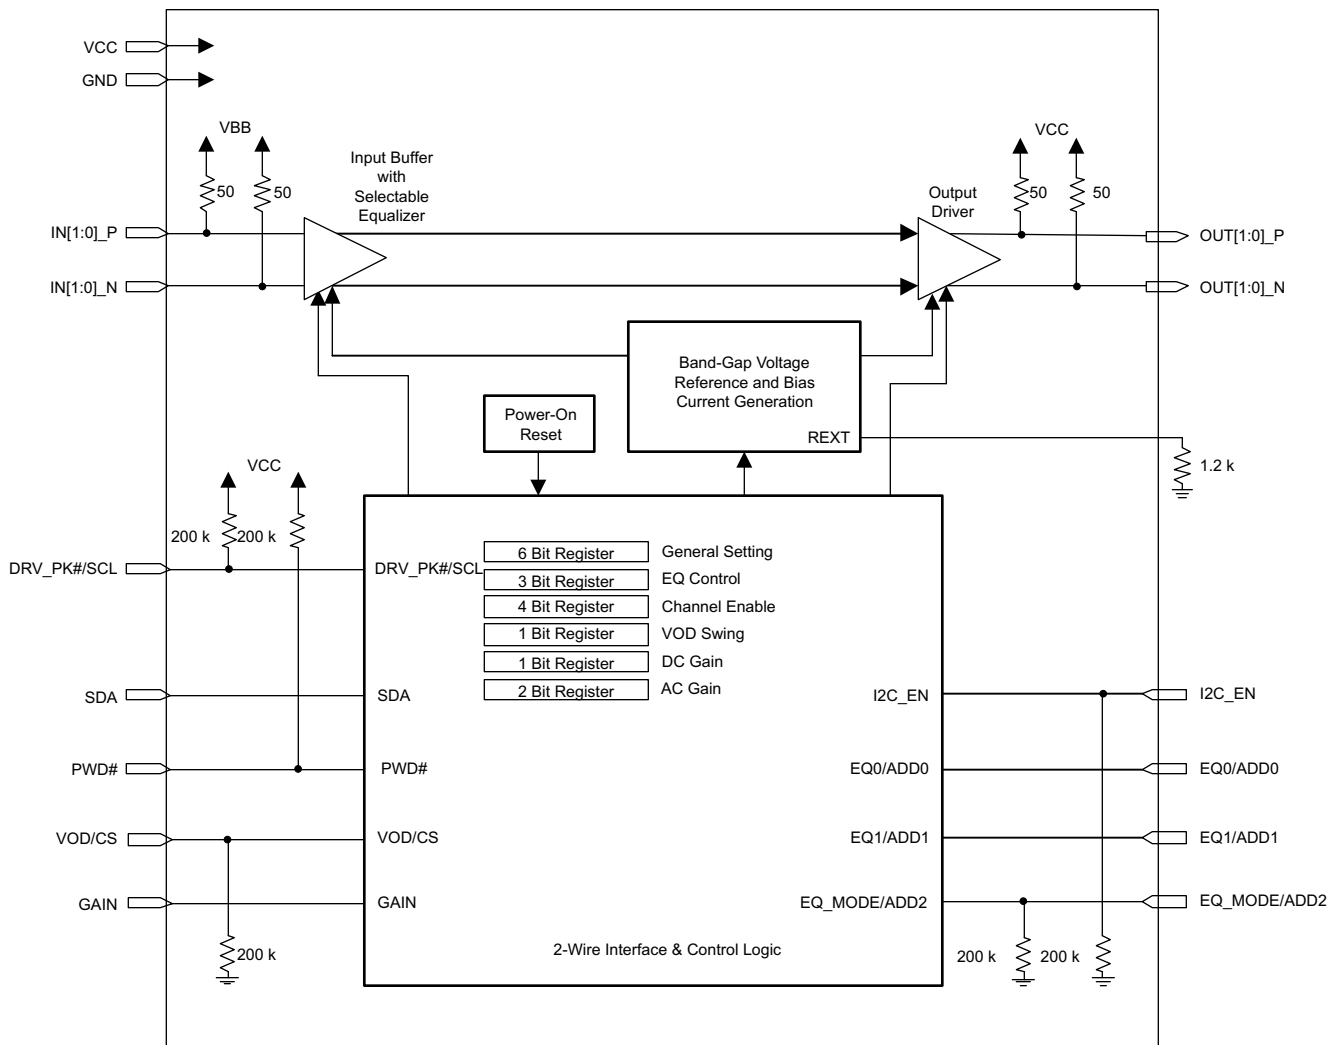 VCC
GND
VBB
50
50
Input Buffer
with
Selectable
Equalizer
Output
Driver
VCC
50
50
IN[1:0]_P
IN[1:0]_N
OUT[1:0]_P
OUT[1:0]_N
Band-Gap Voltage
Reference and Bias
Current Generation
REXT
1.2 k
Power-On
Reset
VCC
200 k
200 k
DRV_PK#/SCL
DRV_PK#/SCL
6 Bit Register
General Setting
3 Bit Register
EQ Control
4 Bit Register
Channel Enable
1 Bit Register
VOD Swing
1 Bit Register
DC Gain
2 Bit Register
AC Gain
SDA
SDA
I2C_EN
I2C_EN
PWD#
PWD#
EQ0/ADD0
EQ0/ADD0
VOD/CS
VOD/CS
EQ1/ADD1
EQ1/ADD1
GAIN
GAIN
EQ_MODE/ADD2
EQ_MODE/ADD2
200 k
2-Wire Interface & Control Logic
200 k
200 k